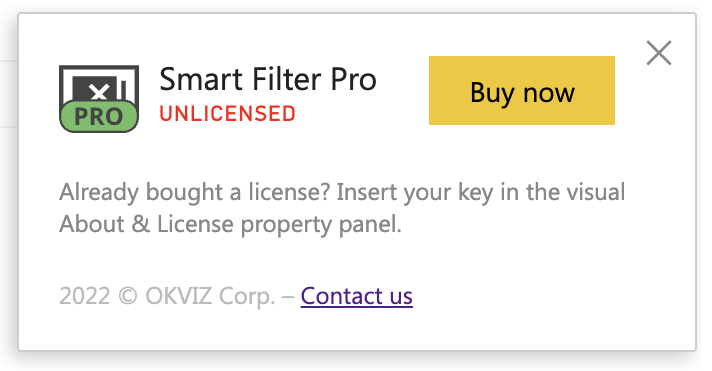 Smart Filter Pro
PRO
UNLICENSED
Buy now
Already bought a license? Insert your key in the visual
About & License property panel.
2022 © OKVIZ Corp. – Contact us